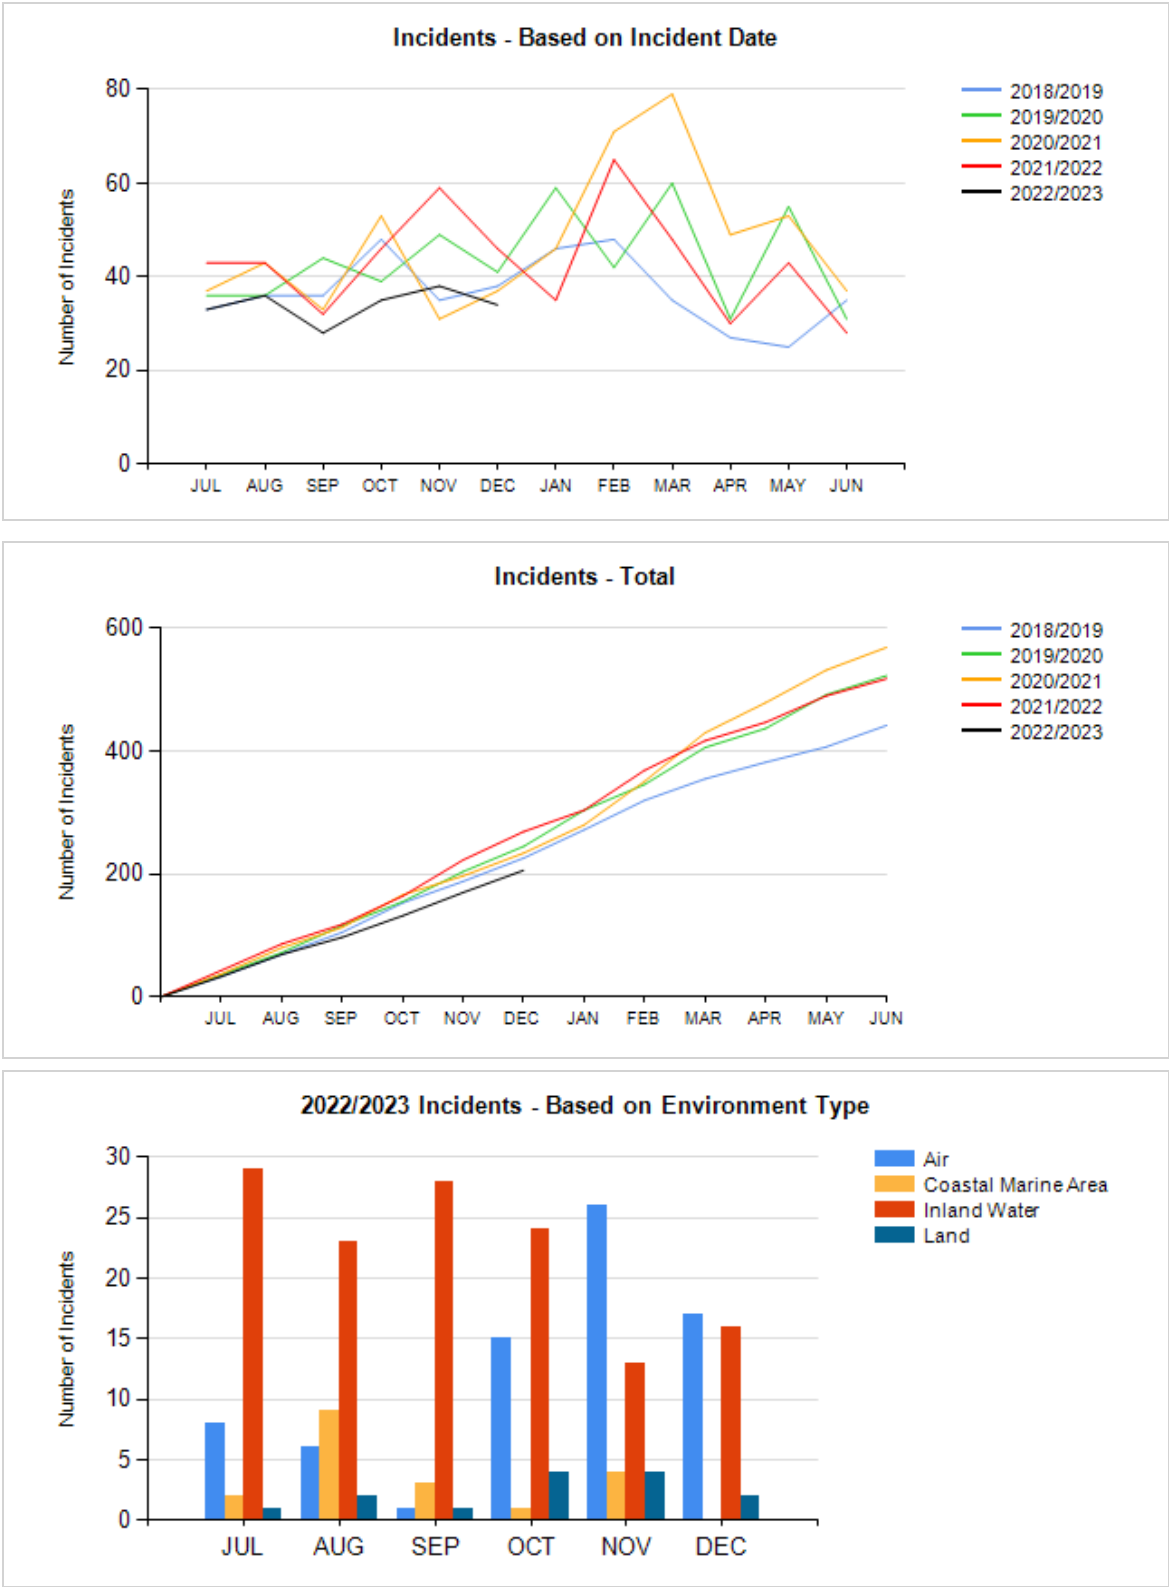 Incidents - Based on Incident Date
80
60
40
20
0
Number of Incidents
JUL AUG SEP OCT NOV DEC JAN FEB MAR APR MAY JUN
2018/2019
2019/2020
2020/2021
2021/2022
2022/2023
Incidents - Total
600
400
200
0
Number of Incidents
JUL AUG SEP OCT NOV DEC JAN FEB MAR APR MAY JUN
2018/2019
2019/2020
2020/2021
2021/2022
2022/2023
2022/2023 Incidents - Based on Environment Type
30
25
20
15
10
5
0
Number of Incidents
JUL AUG SEP OCT NOV DEC
Air
Coastal Marine Area
Inland Water
Land